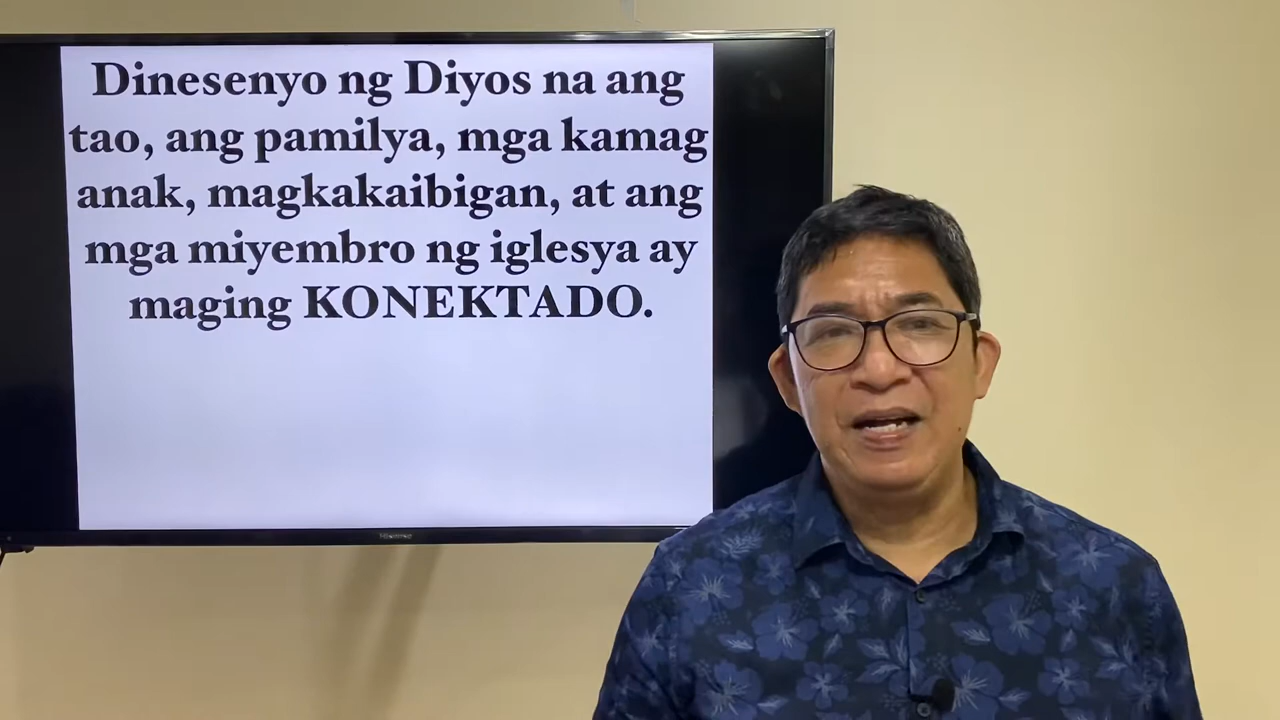 Dinesenyo ng Diyos na ang
tao, ang pamilya, mga kamag
anak, magkakaibigan, at ang
mga miyembro ng iglesya ay
maging KONEKTADO.
Hisense